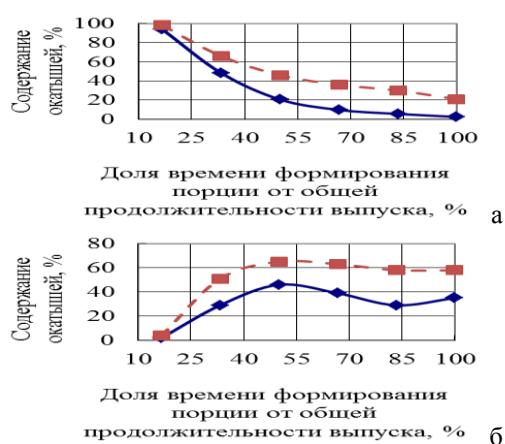 Содержание
окатышей, %
100
80
60
40
20
0
10 25 40 55 70 85 100
Доля времени формирования
порции от общей
продолжительности выпуска, %
а
Содержание
окатышей, %
80
60
40
20
0
10 25 40 55 70 85 100
Доля времени формирования
порции от общей
продолжительности выпуска, %
б